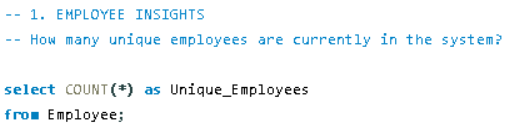 -- 1. EMPLOYEE INSIGHTS
-- How many unique employees are currently in the system?
select COUNT(*) as Unique_Employees
from Employee;